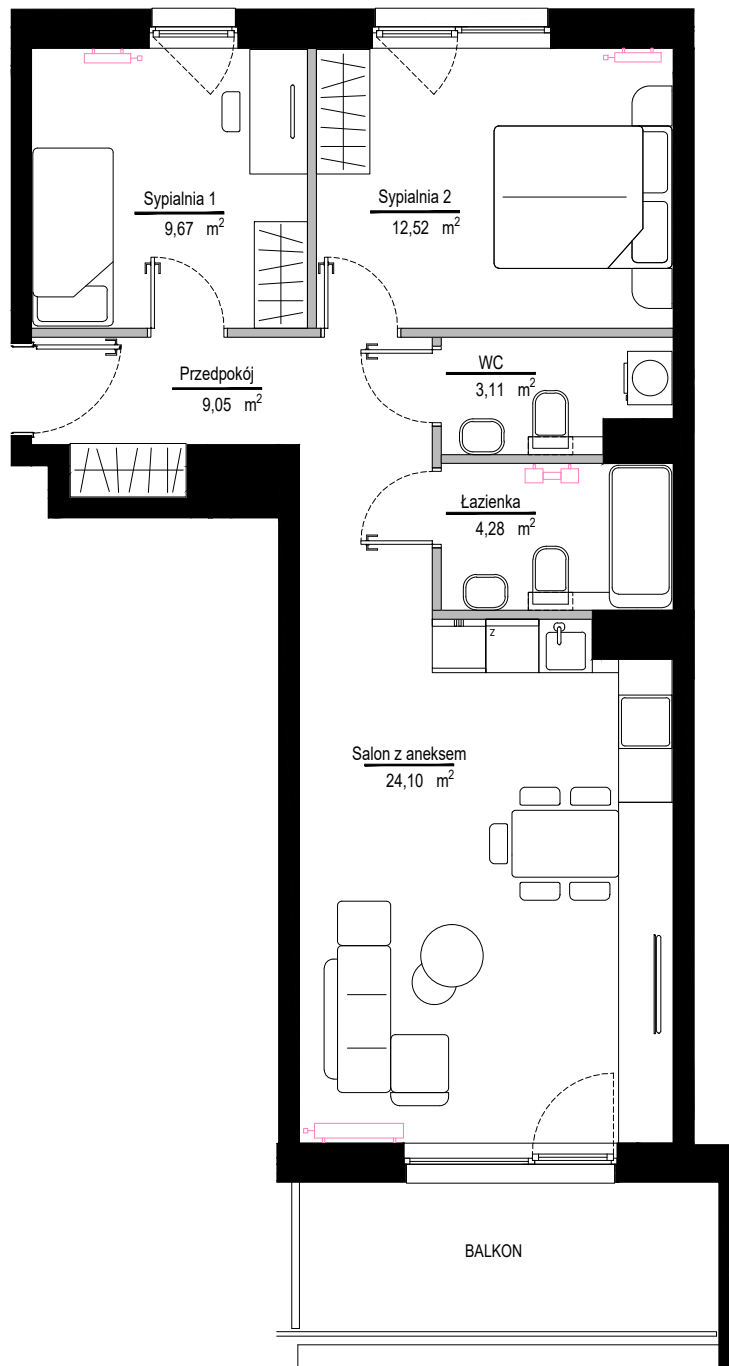 Sypialnia 1
9,67 m²
Sypialnia 2
12,52 m²
Przedpokój
9,05 m²
WC
3,11 m²
Łazienka
4,28 m²
z
Salon z aneksem
24,10 m²
BALKON